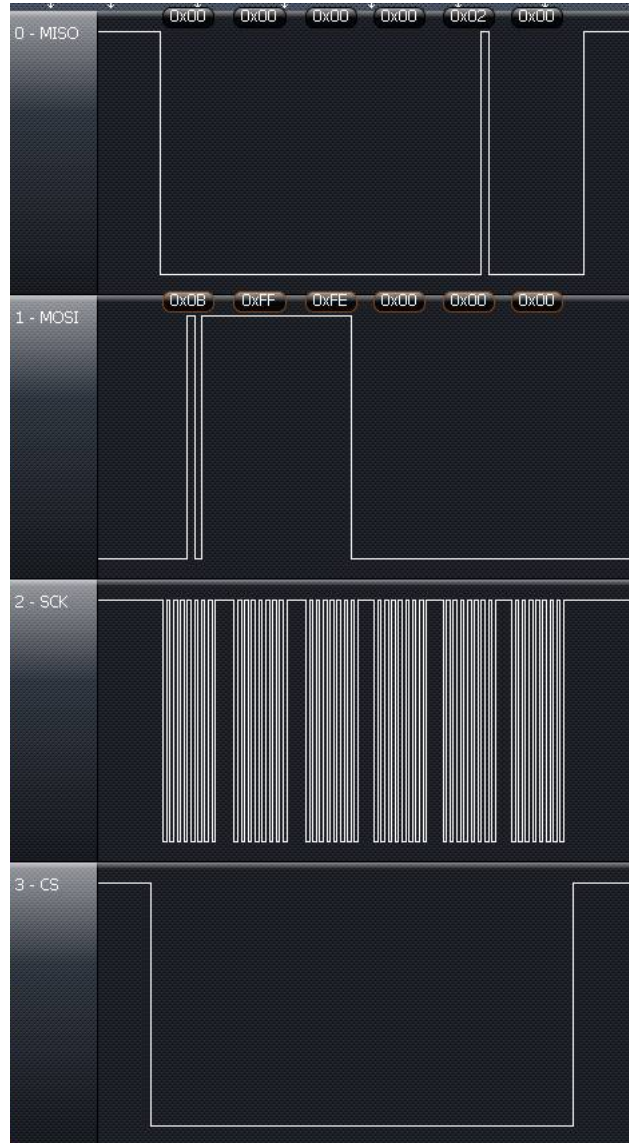 0x00 0x00 0x00 0x00 0x02 0x00
0 - MISO
0x0B 0xFF 0xFE 0x00 0x00 0x00
1 - MOSI
2 - SCK
3 - CS